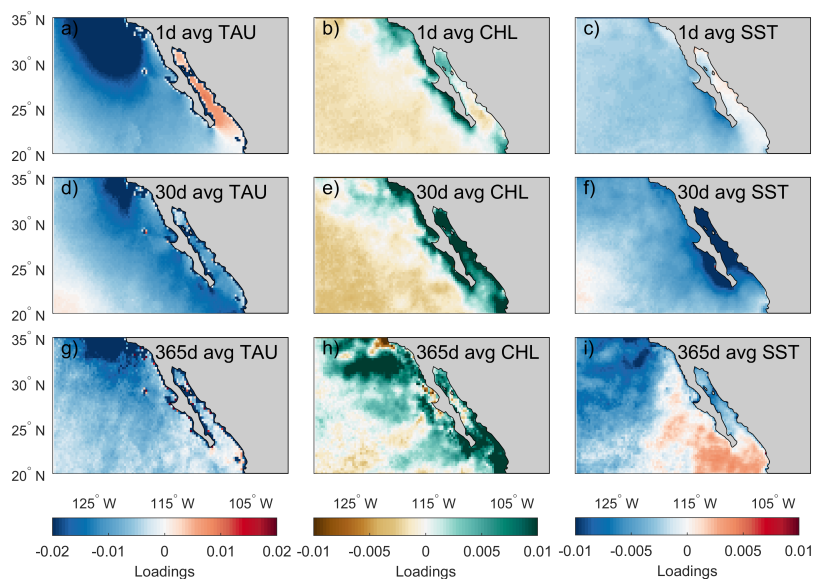 35° N
a) 1d avg TAU
b) 1d avg CHL
c) 1d avg SST
30° N
25° N
20° N
35° N
d) 30d avg TAU
e) 30d avg CHL
f) 30d avg SST
30° N
25° N
20° N
35° N
g) 365d avg TAU
h) 365d avg CHL
i) 365d avg SST
30° N
25° N
20° N
125° W 115° W 105° W
125° W 115° W 105° W
125° W 115° W 105° W
-0.02 -0.01 0 0.01 0.02
-0.01 -0.005 0 0.005 0.01
-0.01 -0.005 0 0.005 0.01
Loadings
Loadings
Loadings